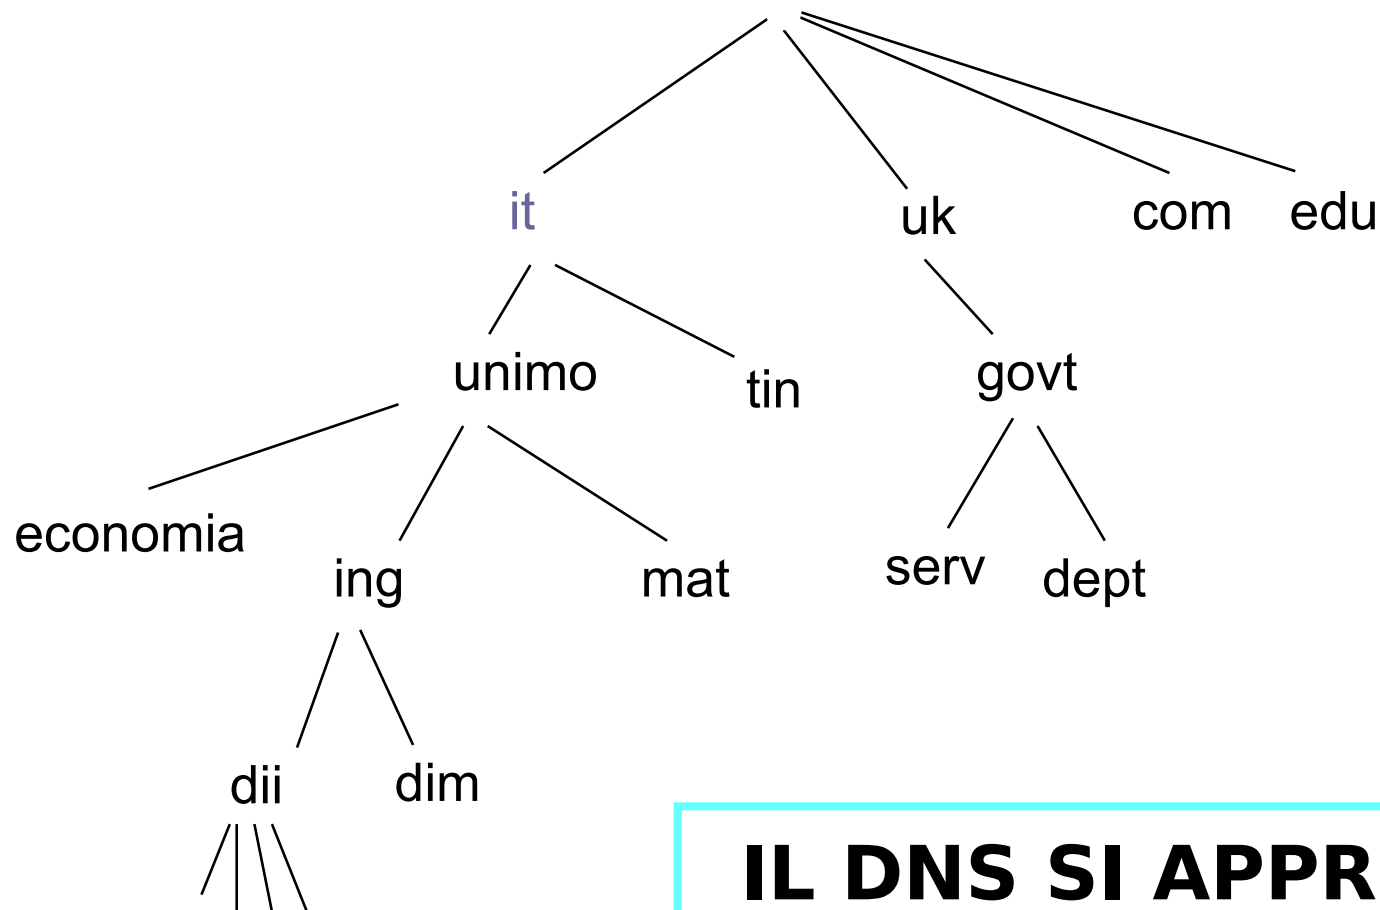 it
uk
com
edu
unimo
tin
govt
economia
ing
mat
serv
dept
dii
dim
IL DNS SI APPR